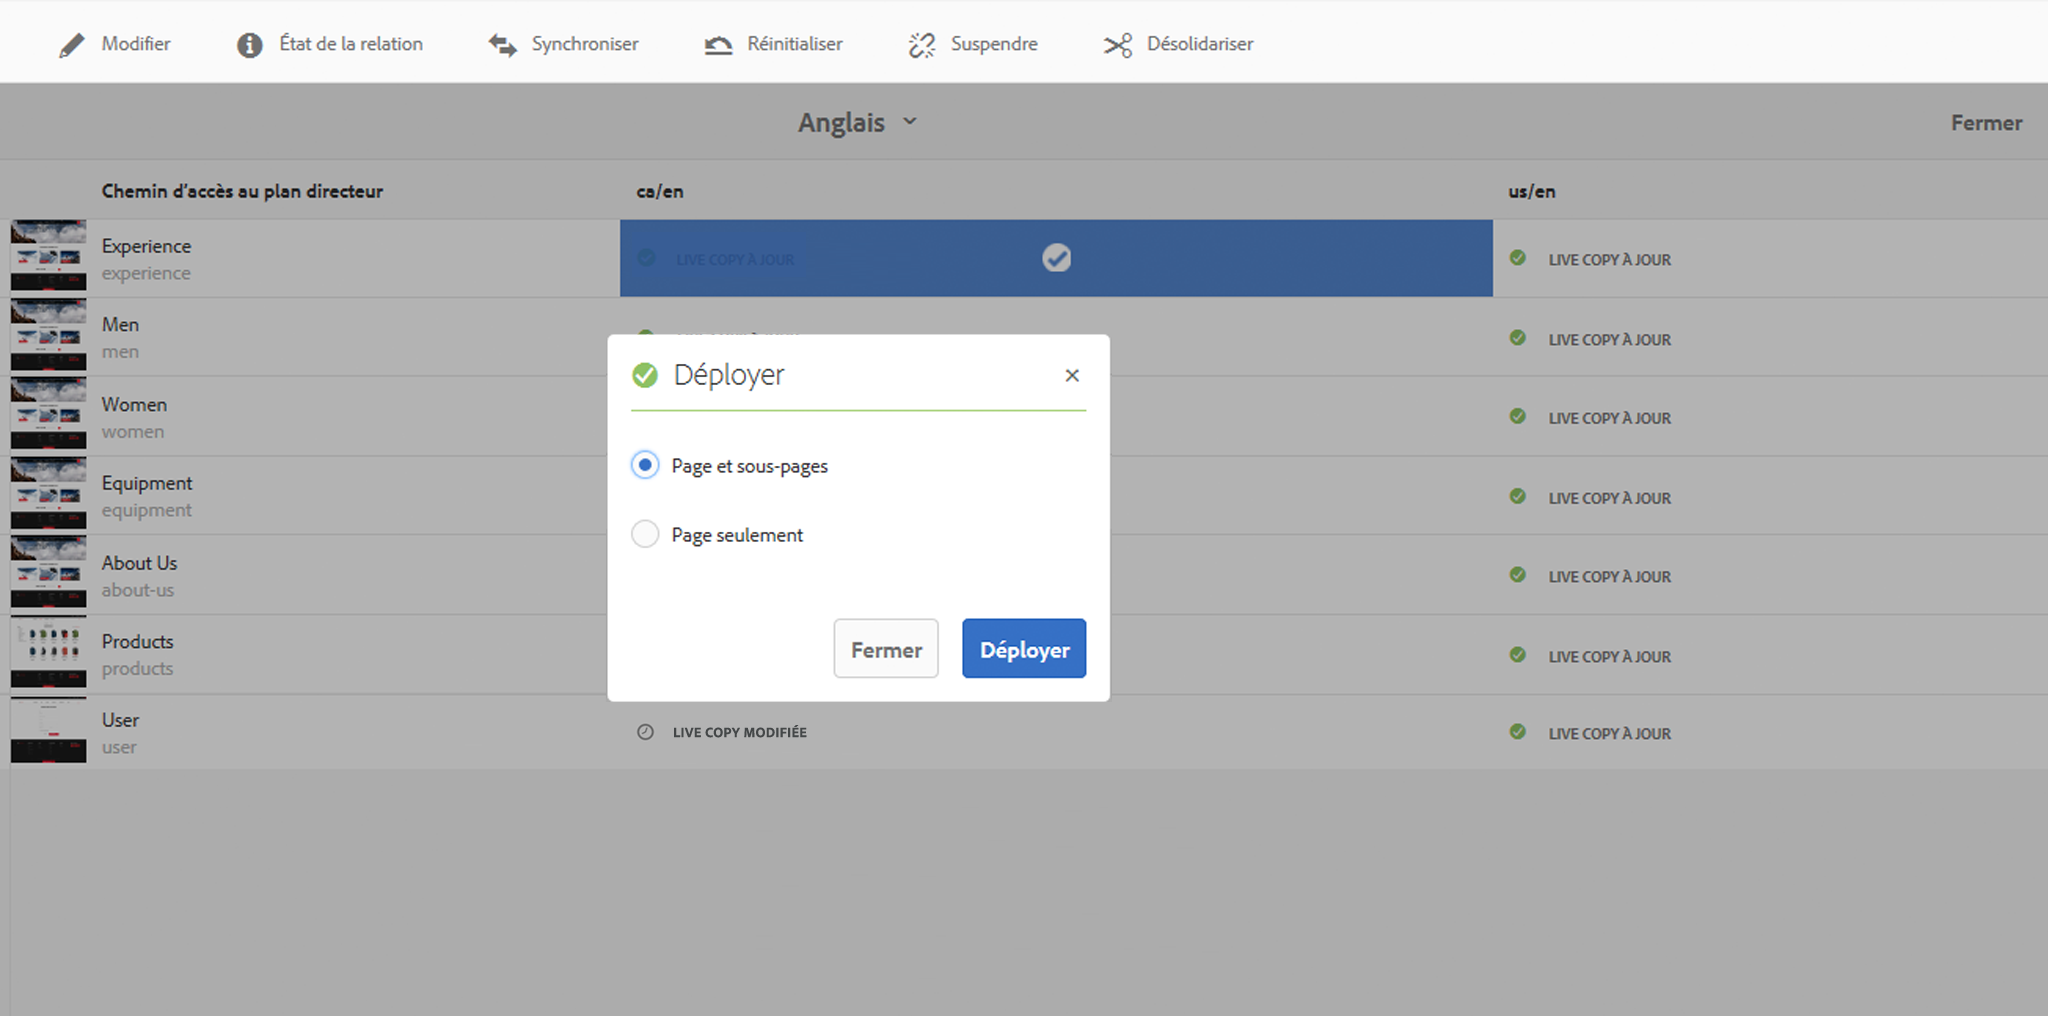 Modifier
État de la relation
Synchroniser
Réinitialiser
Suspendre
Désolidariser
Anglais
Fermer
Chemin d'accès au plan directeur
ca/en
us/en
Experience
experience
LIVE COPY À JOUR
LIVE COPY À JOUR
Men
men
LIVE COPY À JOUR
Déployer
Women
women
LIVE COPY À JOUR
Page et sous-pages
Equipment
equipment
LIVE COPY À JOUR
Page seulement
About Us
about-us
LIVE COPY À JOUR
Products
products
Fermer
Déployer
LIVE COPY À JOUR
User
user
LIVE COPY MODIFIÉE
LIVE COPY À JOUR